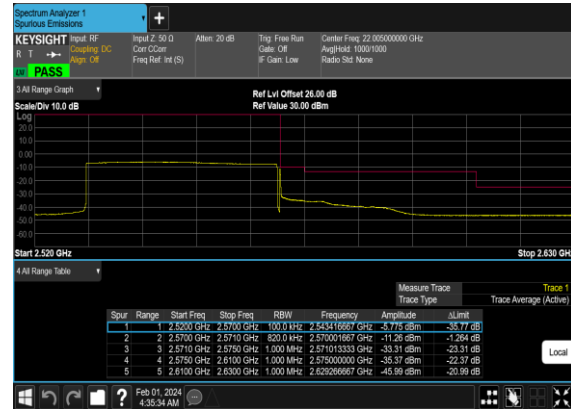 Spectrum Analyzer 1
Spurious Emissions
+
KEYSIGHT
R T
LXI PASS
Input: RF
Coupling: DC
Align: Off
Input Z: 50 Ω
Corr CCorr
Freq Ref: Int (S)
Atten: 20 dB
Trig: Free Run
Gate: Off
IF Gain: Low
Center Freq: 22.005000000 GHz
Avg|Hold: 1000/1000
Radio Std: None
3 All Range Graph
Scale/Div 10.0 dB
Ref Lvl Offset 26.00 dB
Ref Value 30.00 dBm
Log
20.0
10.0
0.00
-10.0
-20.0
-30.0
-40.0
-50.0
-60.0
Start 2.520 GHz
Stop 2.630 GH
4 All Range Table
Measure Trace Trace 1
Trace Type Trace Average (Active)
Spur Range Start Freq Stop Freq RBW Frequency Amplitude ΔLimit
1 1 2.5200 GHz 2.5700 GHz 100.0 kHz 2.543416667 GHz -5.775 dBm -35.77 dB
2 2 2.5700 GHz 2.5710 GHz 820.0 kHz 2.570001667 GHz -11.26 dBm -1.264 dB
3 3 2.5710 GHz 2.5750 GHz 1.000 MHz 2.571013333 GHz -33.31 dBm -23.31 dB
4 4 2.5750 GHz 2.6100 GHz 1.000 MHz 2.575000000 GHz -35.37 dBm -22.37 dB
5 5 2.6100 GHz 2.6300 GHz 1.000 MHz 2.629266667 GHz -45.99 dBm -20.99 dB
Local
?
Feb 01, 2024
4:35:34 AM